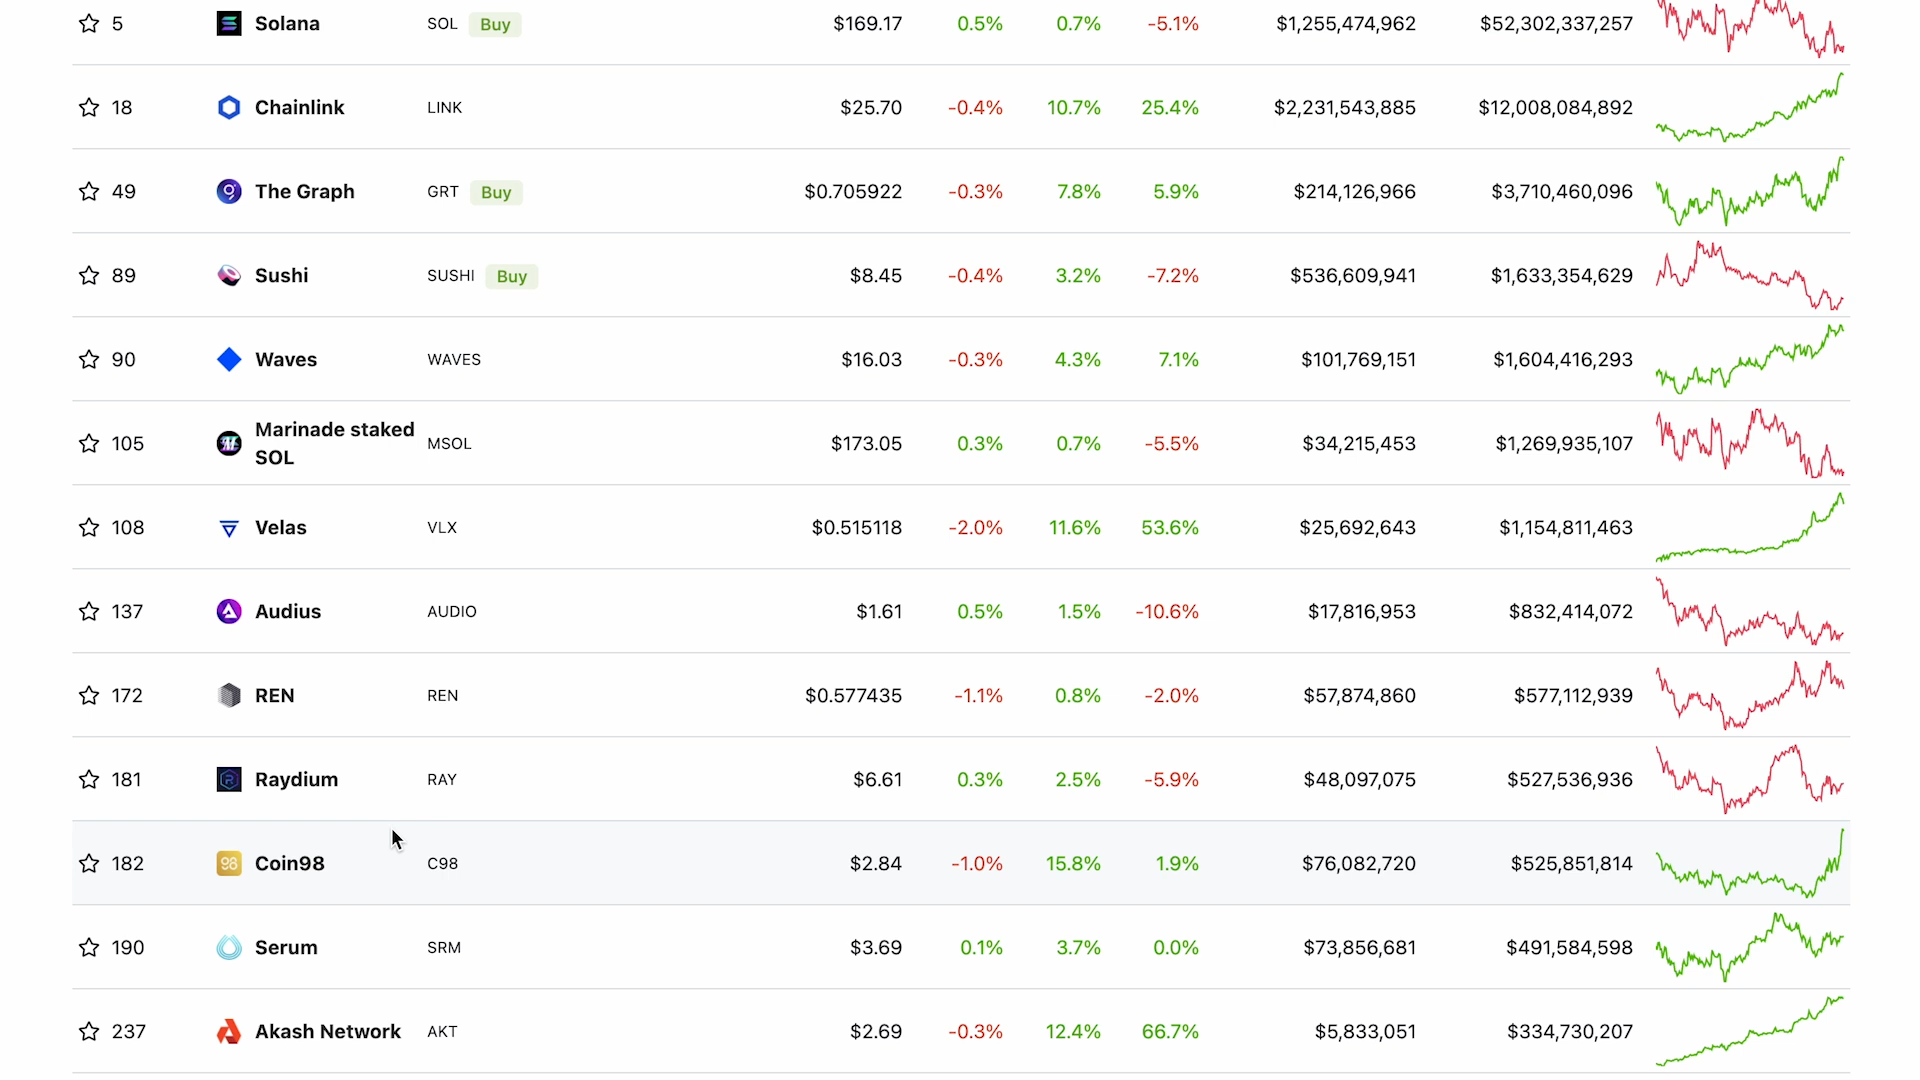 5 Solana SOL Buy $169.17 0.5% 0.7% -5.1% $1,255,474,962 $52,302,337,257
18 Chainlink LINK $25.70 -0.4% 10.7% 25.4% $2,231,543,885 $12,008,084,892
49 The Graph GRT Buy $0.705922 -0.3% 7.8% 5.9% $214,126,966 $3,710,460,096
89 Sushi SUSHI Buy $8.45 -0.4% 3.2% -7.2% $536,609,941 $1,633,354,629
90 Waves WAVES $16.03 -0.3% 4.3% 7.1% $101,769,151 $1,604,416,293
105 Marinade staked
SOL MSOL $173.05 0.3% 0.7% -5.5% $34,215,453 $1,269,935,107
108 Velas VLX $0.515118 -2.0% 11.6% 53.6% $25,692,643 $1,154,811,463
137 Audius AUDIO $1.61 0.5% 1.5% -10.6% $17,816,953 $832,414,072
172 REN REN $0.577435 -1.1% 0.8% -2.0% $57,874,860 $577,112,939
181 Raydium RAY $6.61 0.3% 2.5% -5.9% $48,097,075 $527,536,936
182 98 Coin98 C98 $2.84 -1.0% 15.8% 1.9% $76,082,720 $525,851,814
190 Serum SRM $3.69 0.1% 3.7% 0.0% $73,856,681 $491,584,598
237 Akash Network AKT $2.69 -0.3% 12.4% 66.7% $5,833,051 $334,730,207